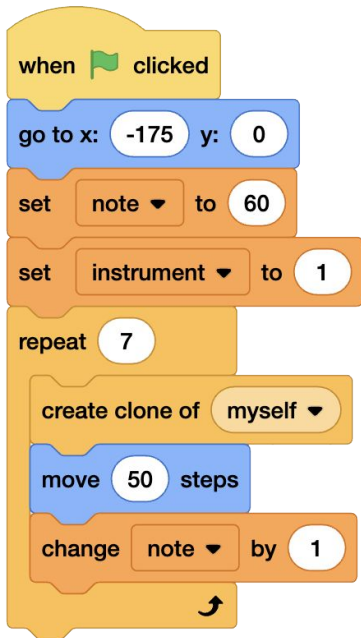 when clicked
go to x: -175 y: 0
set note to 60
set instrument to 1
repeat 7
create clone of myself
move 50 steps
change note by 1